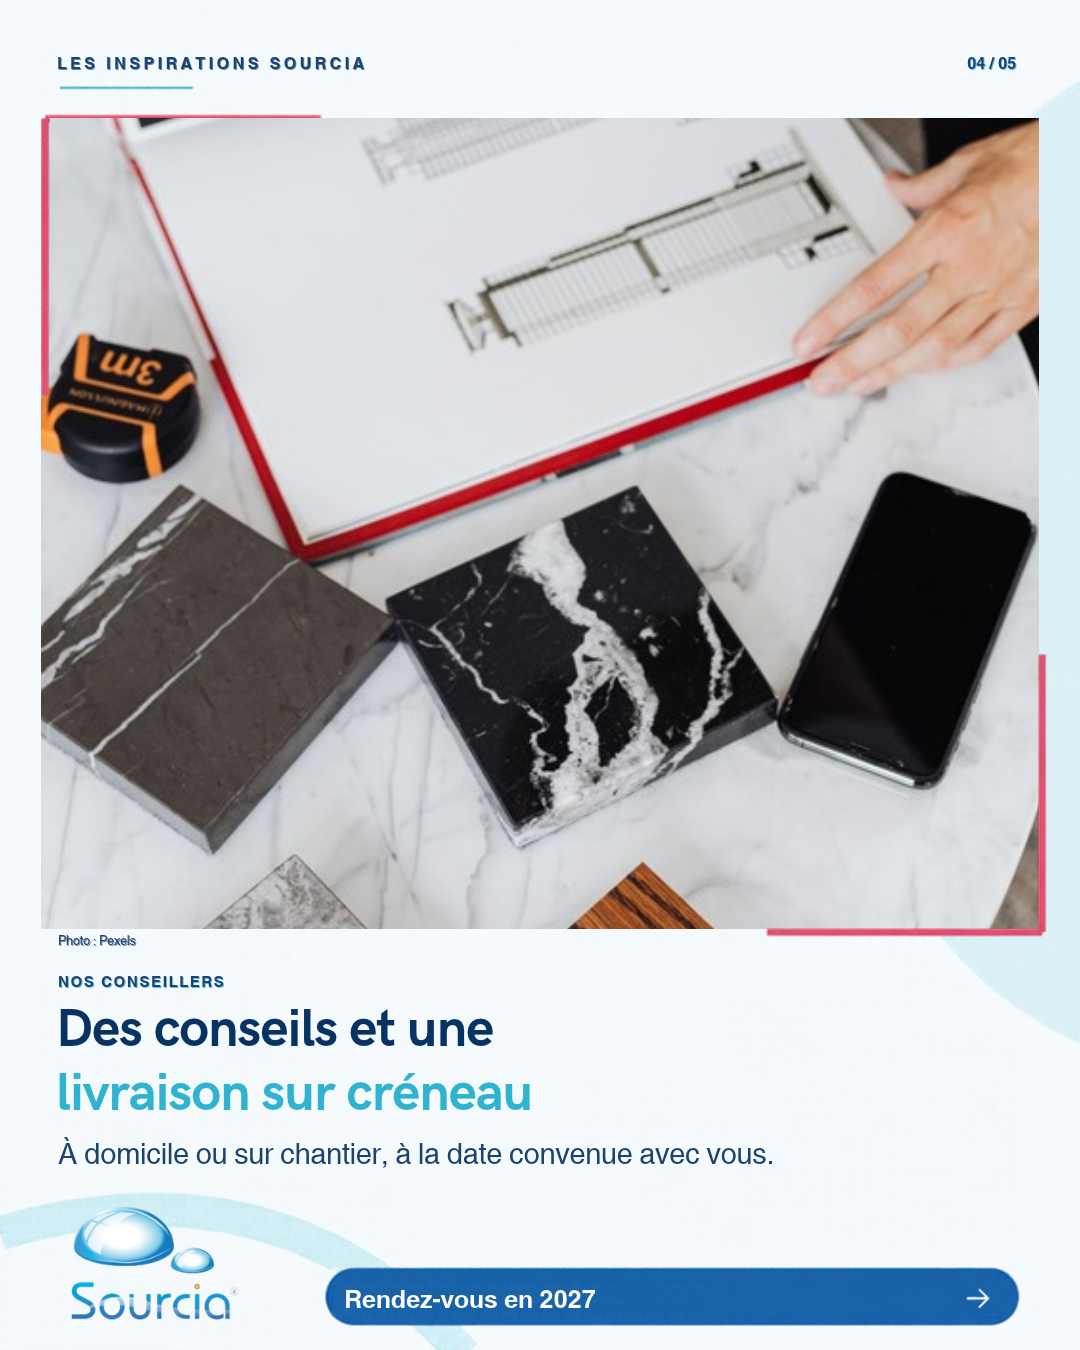 LES INSPIRATIONS SOURCIA
04 / 05
3m
MAGNUSSON
Photo : Pexels
NOS CONSEILLERS
Des conseils et une
livraison sur créneau
À domicile ou sur chantier, à la date convenue avec vous.
Sourcia®
Rendez-vous en 2027